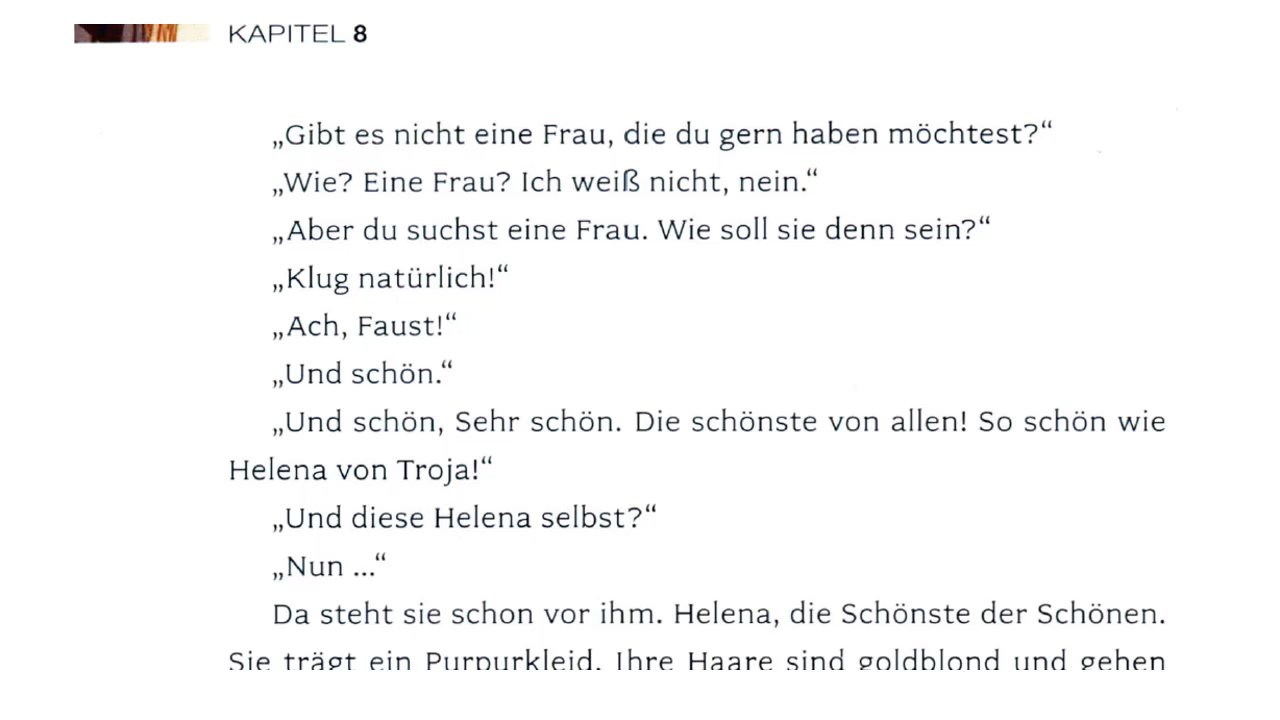 KAPITEL 8
„Gibt es nicht eine Frau, die du gern haben möchtest?“
„Wie? Eine Frau? Ich weiß nicht, nein.“
„Aber du suchst eine Frau. Wie soll sie denn sein?“
„Klug natürlich!“
„Ach, Faust!“
„Und schön.“
„Und schön, Sehr schön. Die schönste von allen! So schön wie
Helena von Troja!“
„Und diese Helena selbst?“
„Nun ...“
Da steht sie schon vor ihm. Helena, die Schönste der Schönen.
Sie trägt ein Purpurkleid. Ihre Haare sind goldblond und gehen